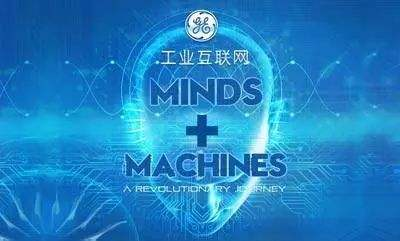 工业互联网
MINDS
+
MACHINES
A REVOLUTIONARY JOURNEY